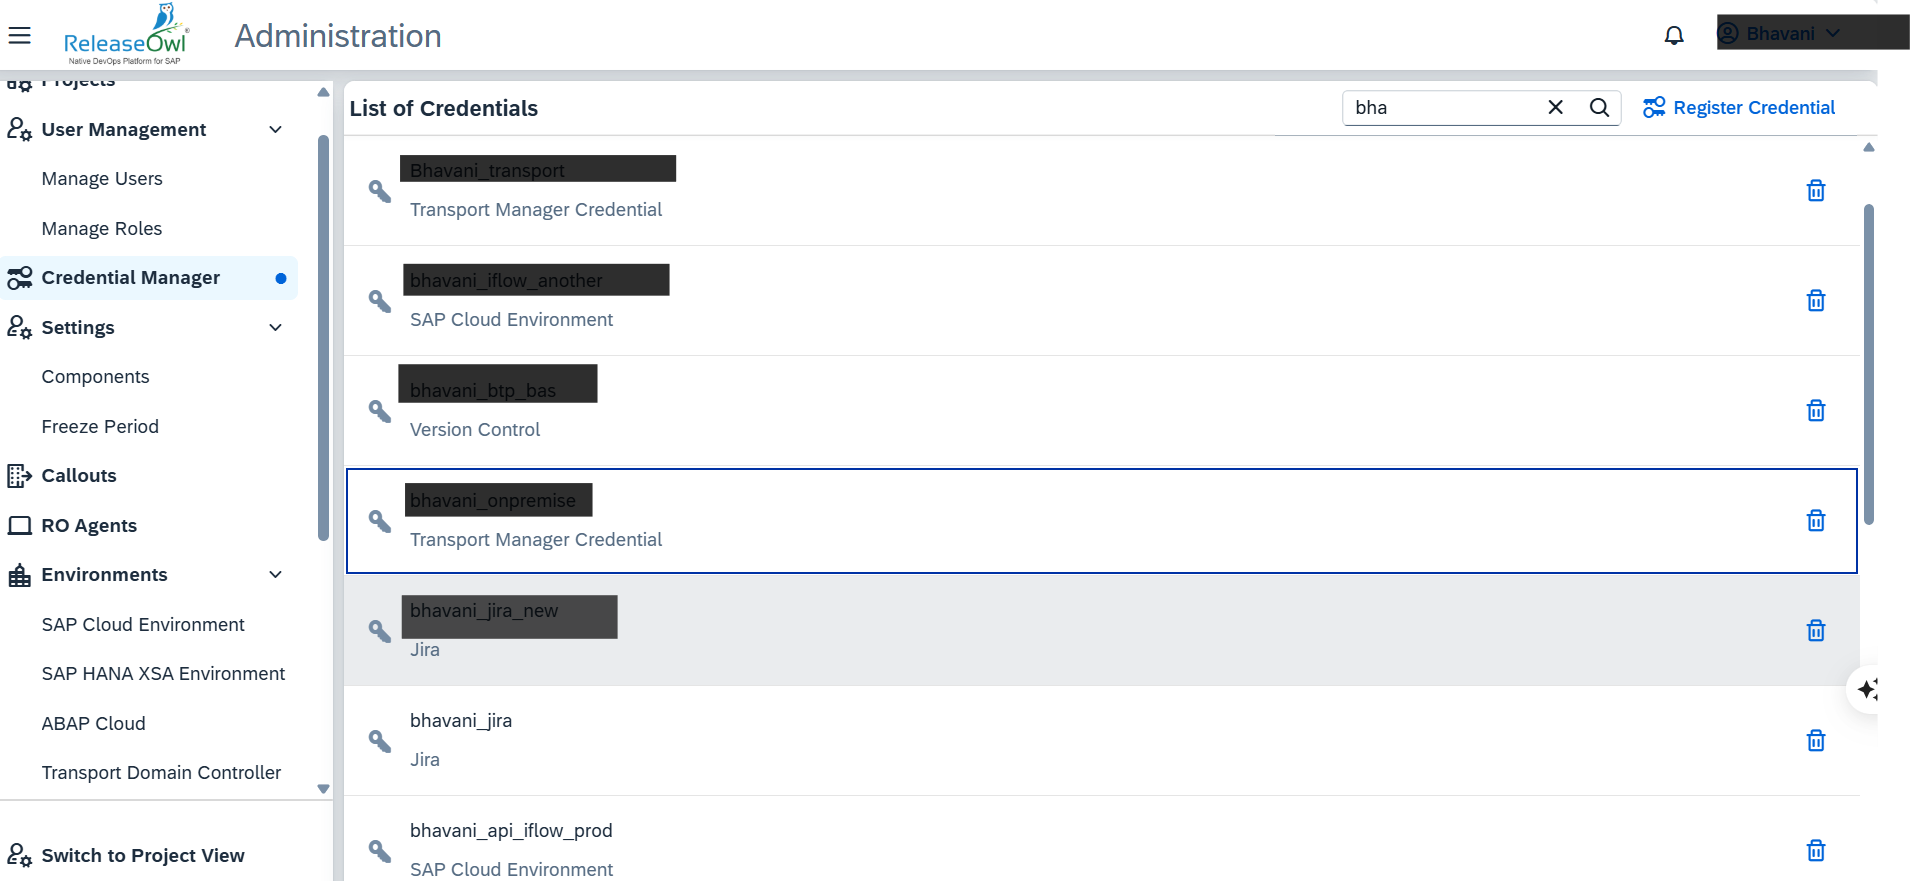 ReleaseOwl
Native DevOps Platform for SAP
Administration
Bhavani
Projects
User Management
Manage Users
Manage Roles
Credential Manager
Settings
Components
Freeze Period
Callouts
RO Agents
Environments
SAP Cloud Environment
SAP HANA XSA Environment
ABAP Cloud
Transport Domain Controller
Switch to Project View
List of Credentials
bha
Register Credential
Bhavani_transport
Transport Manager Credential
bhavani_iflow_another
SAP Cloud Environment
bhavani_btp_bas
Version Control
bhavani_onpremise
Transport Manager Credential
bhavani_jira_new
Jira
bhavani_jira
Jira
bhavani_api_iflow_prod
SAP Cloud Environment